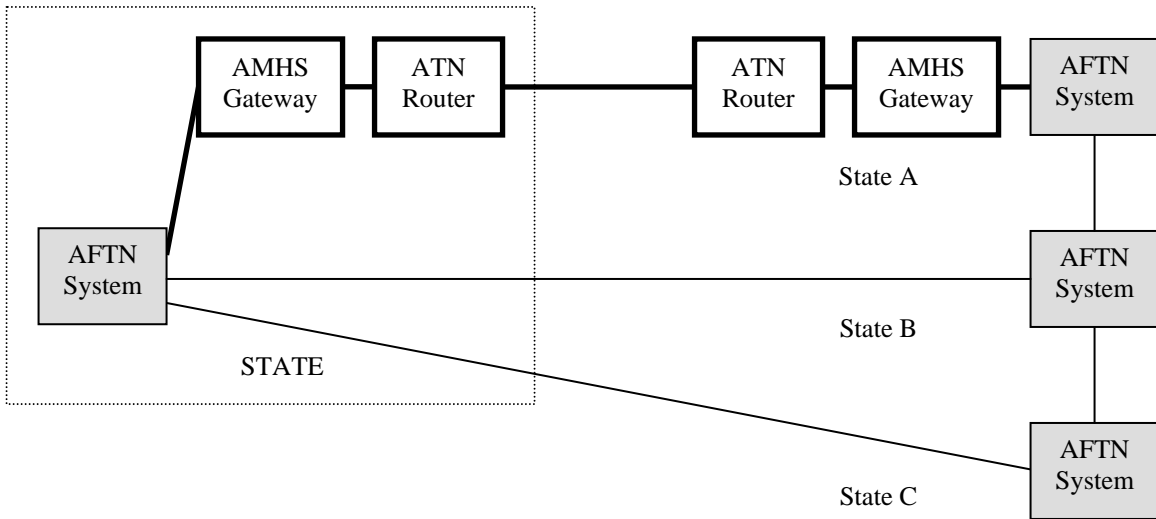 AMHS
Gateway
ATN
Router
ATN
Router
AMHS
Gateway
AFTN
System
State A
AFTN
System
AFTN
System
State B
STATE
AFTN
System
State C